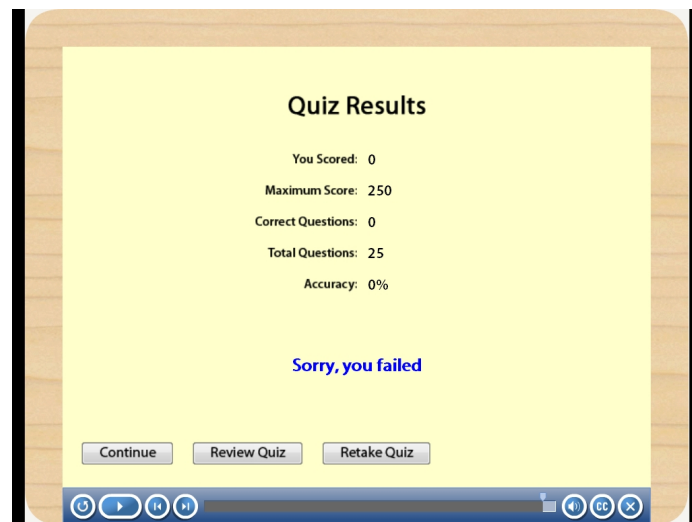 Quiz Results
You Scored: 0
Maximum Score: 250
Correct Questions: 0
Total Questions: 25
Accuracy: 0%
Sorry, you failed
Continue Review Quiz Retake Quiz
CC